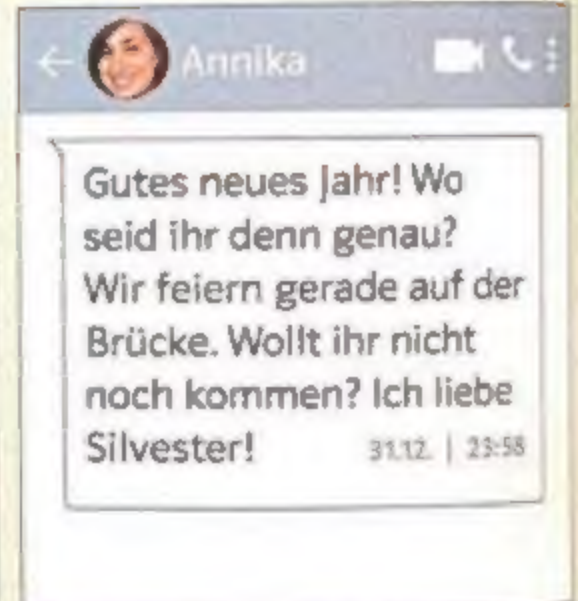 Annika
Gutes neues Jahr! Wo
seid ihr denn genau?
Wir feiern gerade auf der
Brücke. Wollt ihr nicht
noch kommen? Ich liebe
Silvester!
31.12. | 23:58